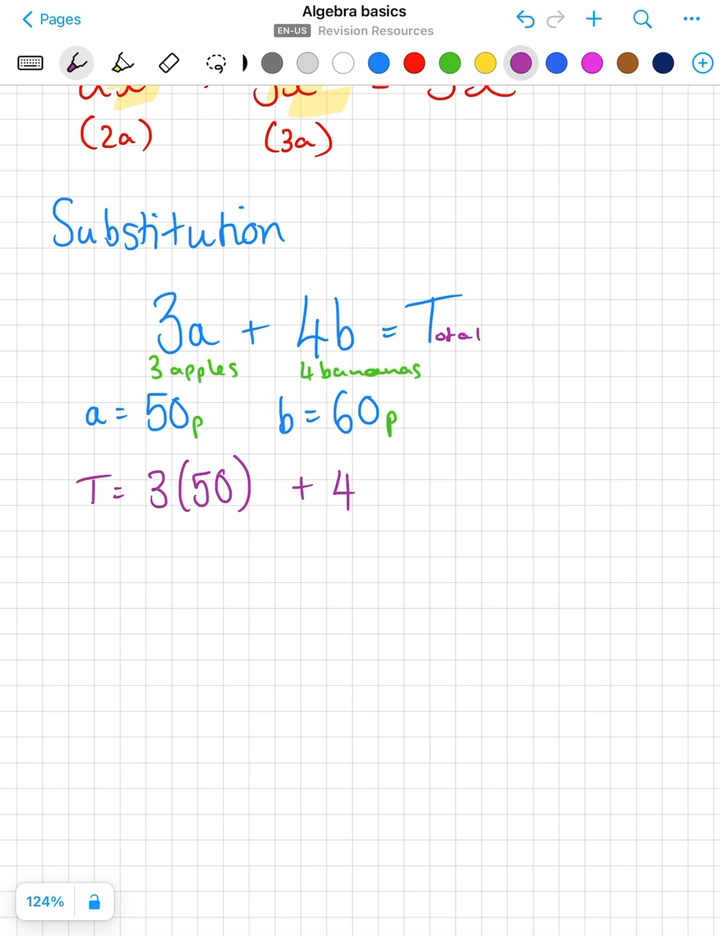 Pages
Algebra basics
EN-US Revision Resources
(2a) (3a)
Substitution
3a + 4b = Total
3 apples 4 bananas
a = 50p b = 60p
T = 3(50) + 4
124%